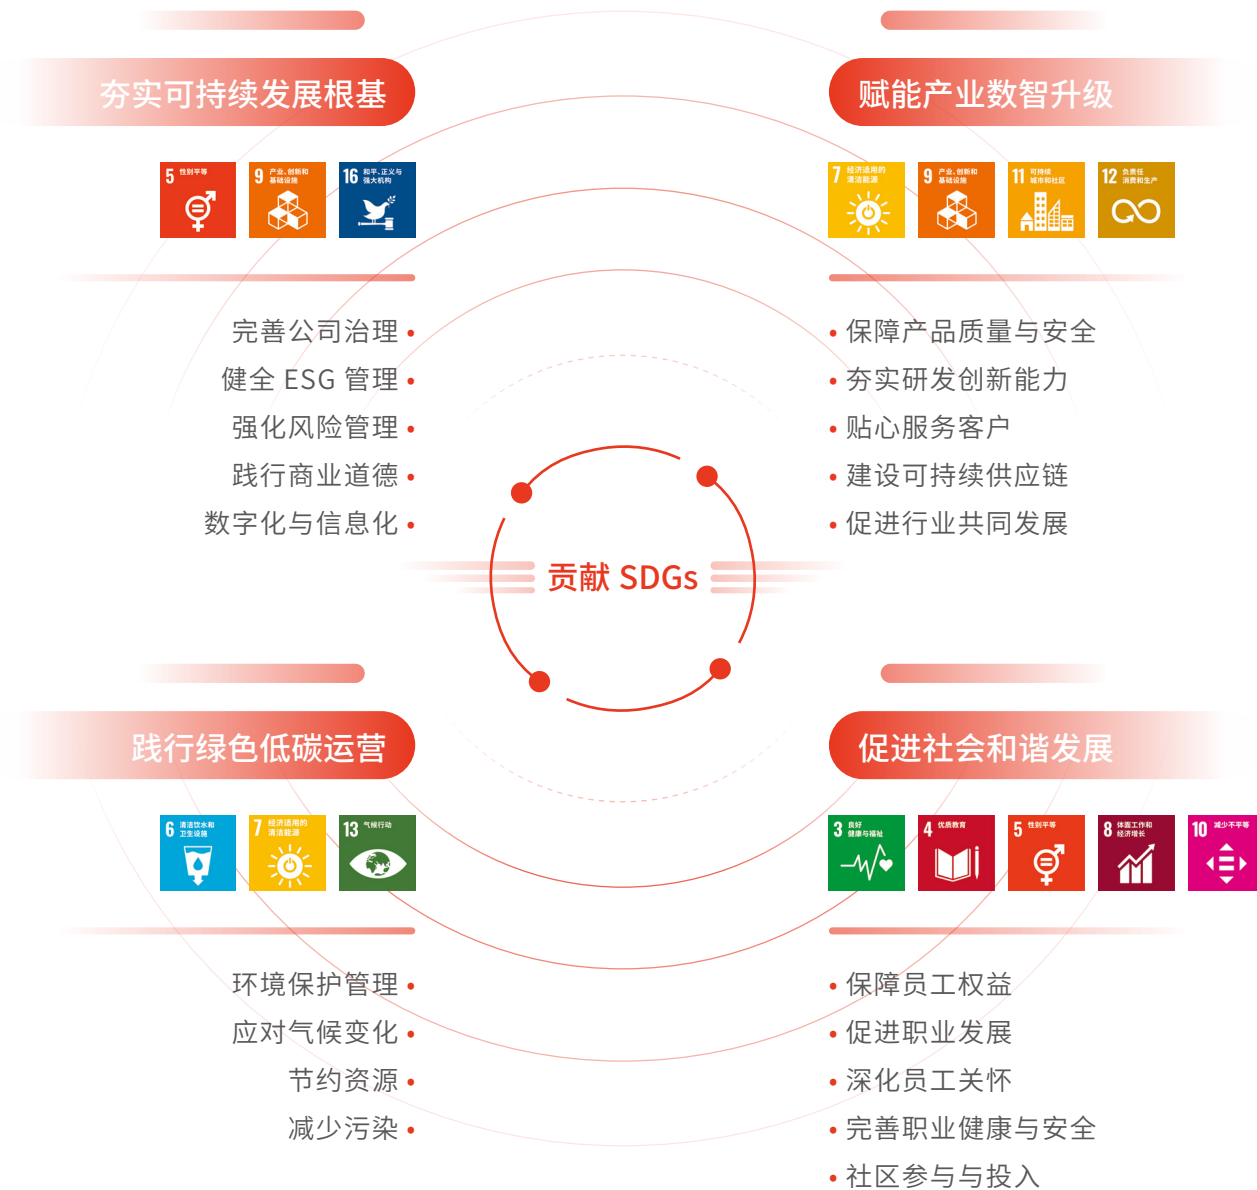 夯实可持续发展根基
5 性别平等
9 产业、创新和
基础设施
16 和平、正义与
强大机构
完善公司治理 •
健全 ESG 管理 •
强化风险管理 •
践行商业道德 •
数字化与信息化 •
赋能产业数智升级
7 经济适用的
清洁能源
9 产业、创新和
基础设施
11 可持续
城市和社区
12 负责任
消费和生产
• 保障产品质量与安全
• 夯实研发创新能力
• 贴心服务客户
• 建设可持续供应链
• 促进行业共同发展
贡献 SDGs
践行绿色低碳运营
6 清洁饮水和
卫生设施
7 经济适用的
清洁能源
13 气候行动
环境保护管理 •
应对气候变化 •
节约资源 •
减少污染 •
促进社会和谐发展
3 良好
健康与福祉
4 优质教育
5 性别平等
8 体面工作和
经济增长
10 减少不平等
• 保障员工权益
• 促进职业发展
• 深化员工关怀
• 完善职业健康与安全
• 社区参与与投入